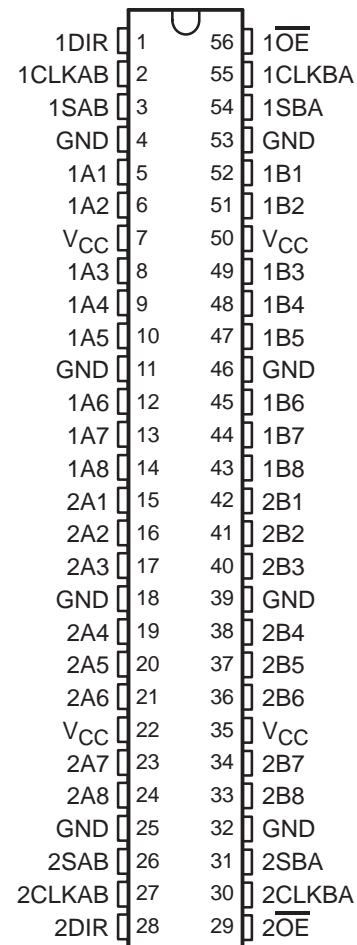 1DIR 1 56 1O̅E̅
1CLKAB 2 55 1CLKBA
1SAB 3 54 1SBA
GND 4 53 GND
1A1 5 52 1B1
1A2 6 51 1B2
VCC 7 50 VCC
1A3 8 49 1B3
1A4 9 48 1B4
1A5 10 47 1B5
GND 11 46 GND
1A6 12 45 1B6
1A7 13 44 1B7
1A8 14 43 1B8
2A1 15 42 2B1
2A2 16 41 2B2
2A3 17 40 2B3
GND 18 39 GND
2A4 19 38 2B4
2A5 20 37 2B5
2A6 21 36 2B6
VCC 22 35 VCC
2A7 23 34 2B7
2A8 24 33 2B8
GND 25 32 GND
2SAB 26 31 2SBA
2CLKAB 27 30 2CLKBA
2DIR 28 29 2O̅E̅